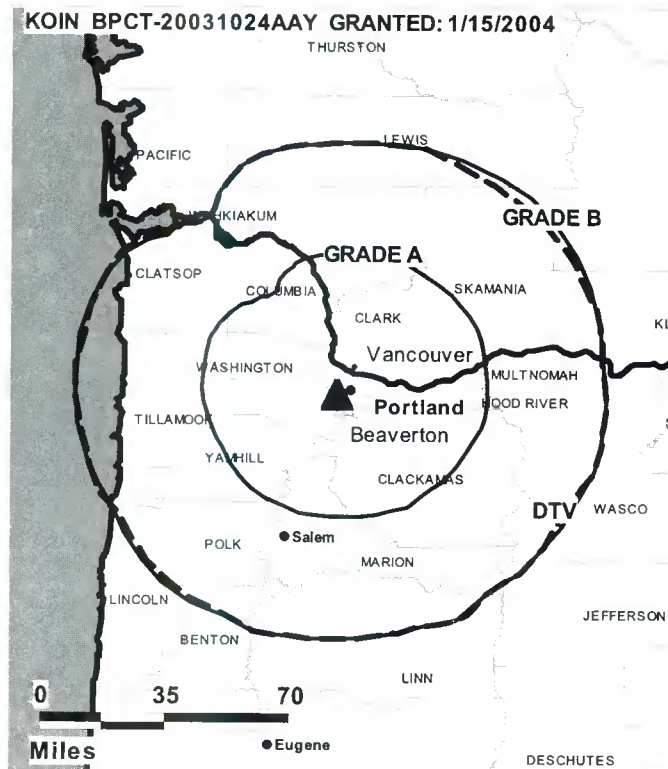 KOIN BPCT-20031024AAY GRANTED: 1/15/2004
THURSTON
LEWIS
PACIFIC
GRADE B
GRADE A
CLATSOP
SKAMANIA
COLUMBIA
CLARK
Vancouver
WASHINGTON
MULTNOMAH
HOOD RIVER
Portland
TILLAMOOK
Beaverton
YAMHILL
CLACKAMAS
DTV
WASCO
Salem
POLK
MARION
LINCOLN
JEFFERSON
BENTON
LINN
0 35 70
Miles
Eugene
DESCHUTES